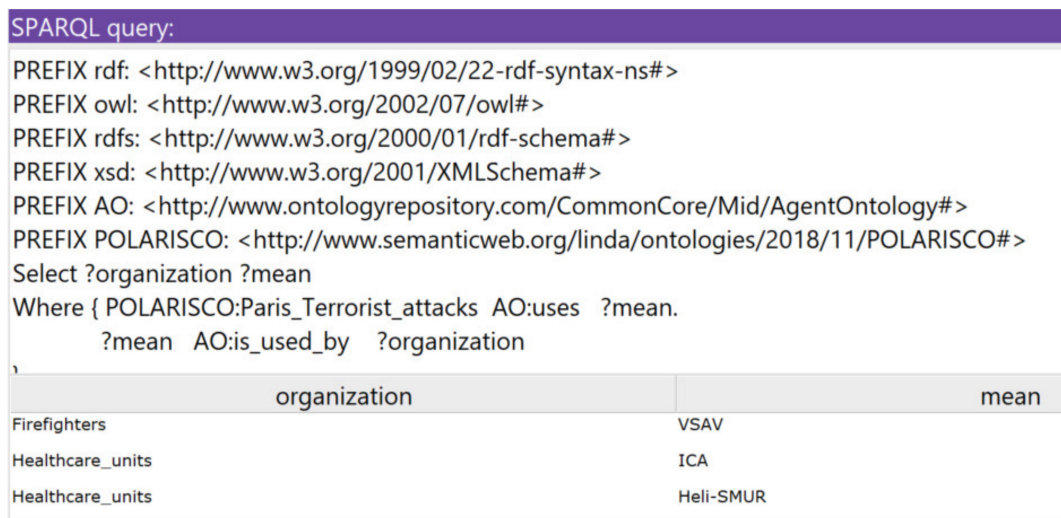 SPARQL query:
PREFIX rdf: <http://www.w3.org/1999/02/22-rdf-syntax-ns#>
PREFIX owl: <http://www.w3.org/2002/07/owl#>
PREFIX rdfs: <http://www.w3.org/2000/01/rdf-schema#>
PREFIX xsd: <http://www.w3.org/2001/XMLSchema#>
PREFIX AO: <http://www.ontologyrepository.com/CommonCore/Mid/AgentOntology#>
PREFIX POLARISCO: <http://www.semanticweb.org/linda/ontologies/2018/11/POLARISCO#>
Select ?organization ?mean
Where { POLARISCO:Paris_Terrorist_attacks AO:uses ?mean.
?mean AO:is_used_by ?organization
}
organization mean
Firefighters VSAV
Healthcare_units ICA
Healthcare_units Heli-SMUR